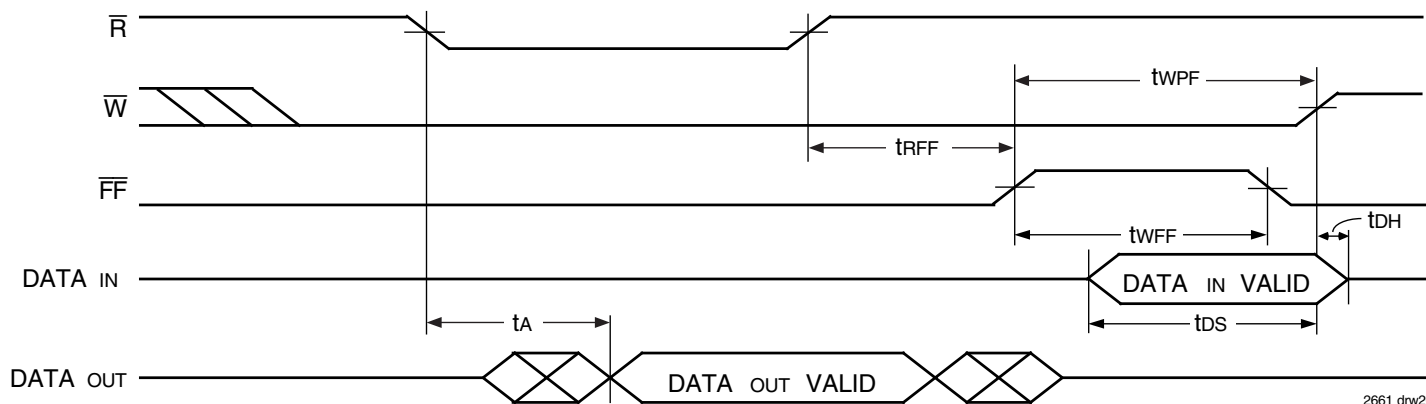 R
tWPF
W
tRFF
FF
tDH
tWFF
DATA IN
DATA IN VALID
tA
tDS
DATA OUT
DATA OUT VALID
2661 drw2